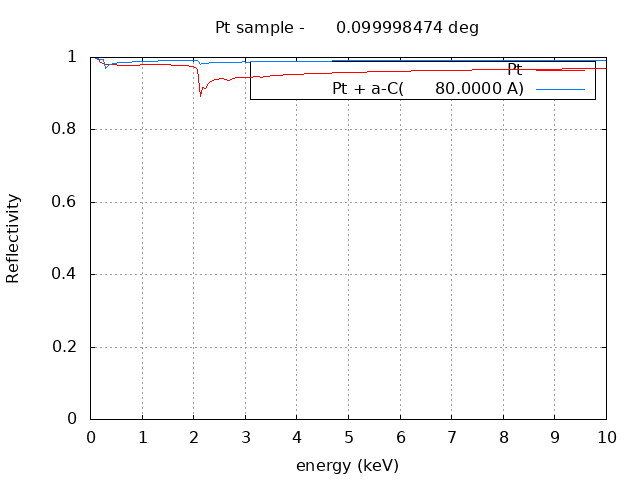 Pt sample - 0.099998474 deg
1
0.8
0.6
0.4
0.2
0
Reflectivity
Pt
Pt + a-C( 80.0000 A)
0 1 2 3 4 5 6 7 8 9 10
energy (keV)